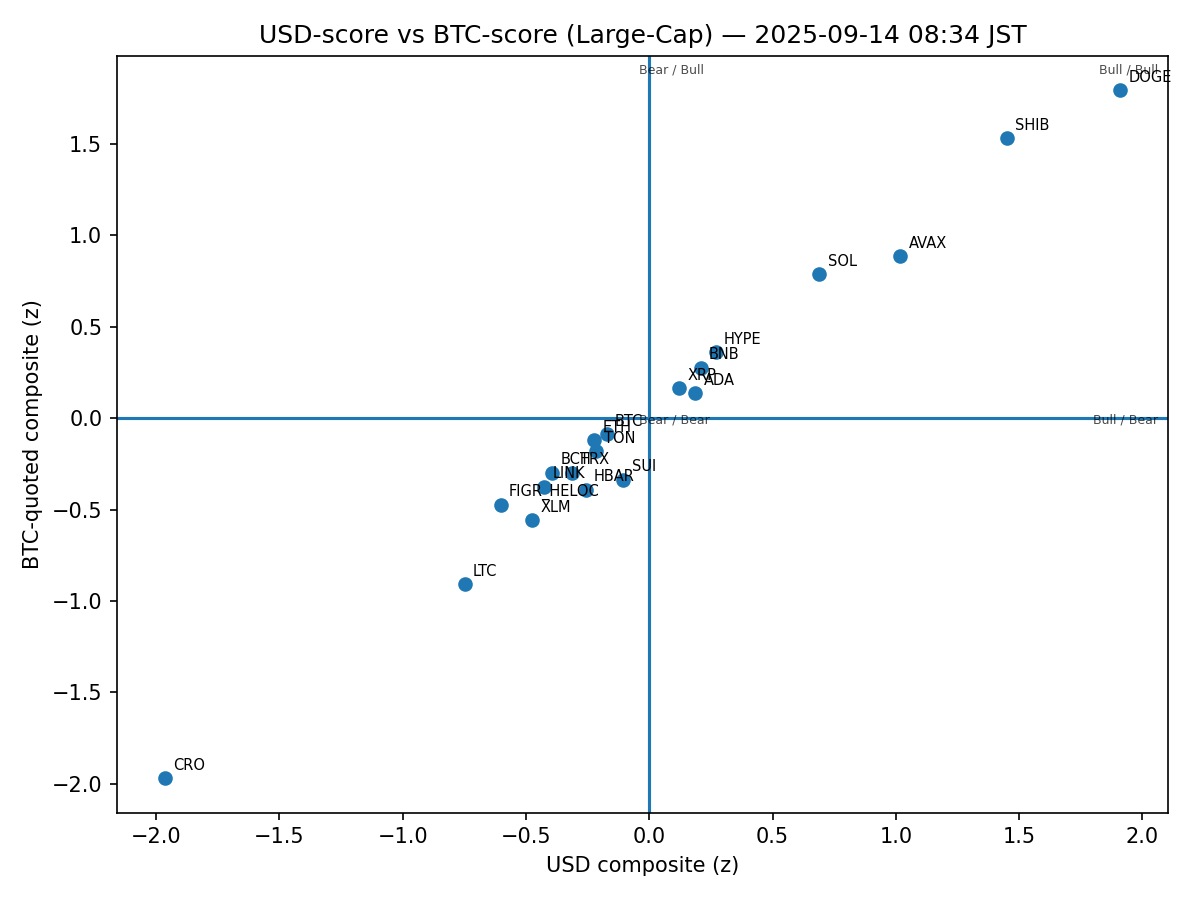 USD-score vs BTC-score (Large-Cap) — 2025-09-14 08:34 JST
Bear / Bull
Bull / Bull
DOGE
SHIB
AVAX
SOL
HYPE
BNB
XRP
ADA
BTC
Bear / Bear
Bull / Bear
ETH
TON
BCH
TRX
SUI
LINK
HBAR
FIGR_HELOC
XLM
LTC
CRO
1.5
1.0
0.5
0.0
−0.5
−1.0
−1.5
−2.0
BTC-quoted composite (z)
−2.0
−1.5
−1.0
−0.5
0.0
0.5
1.0
1.5
2.0
USD composite (z)